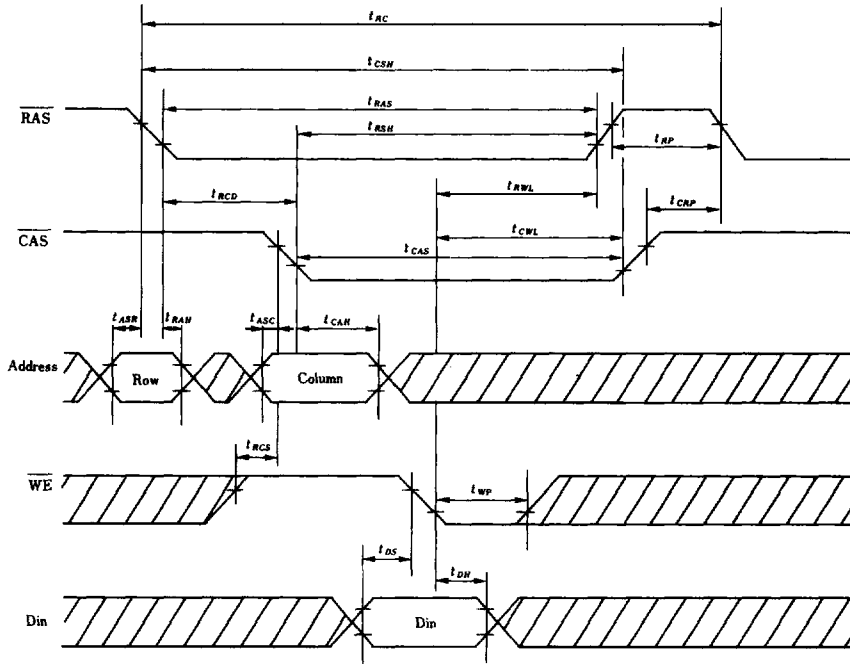 tRC
tCSH
RAS
tRAS
tRSH
tRP
tRCD
tRWL
tCRP
CAS
tCWL
tCAS
tASR
tRAH
tASC
tCAH
Address
Row
Column
tRCS
WE
tWP
tDS
tDH
Din
Din